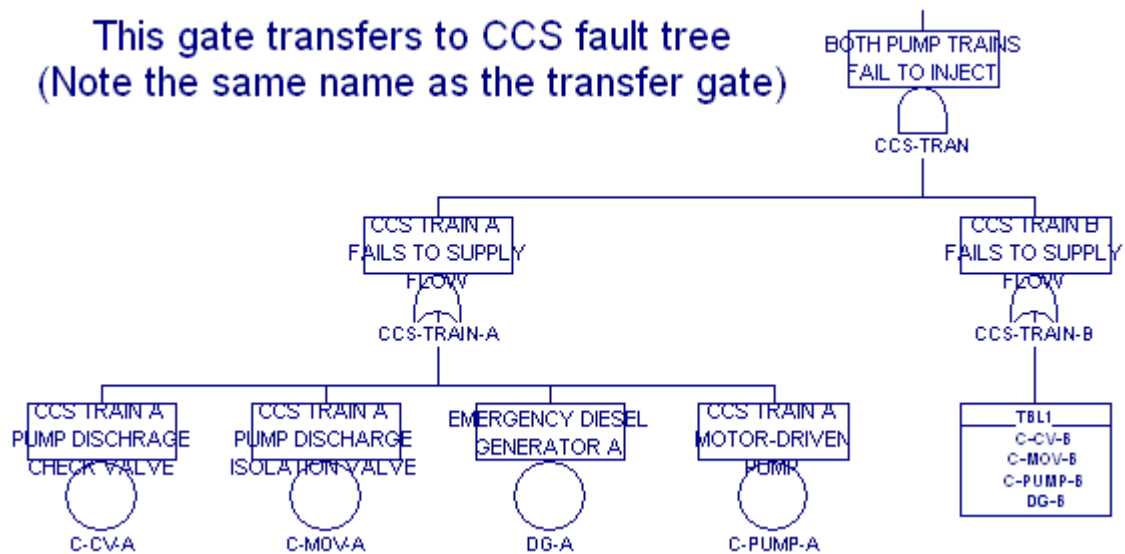 This gate transfers to CCS fault tree
(Note the same name as the transfer gate)
BOTH PUMP TRAINS
FAIL TO INJECT
CCS-TRAN
CCS TRAIN A
FAILS TO SUPPLY
FLOW
CCS-TRAIN-A
CCS TRAIN B
FAILS TO SUPPLY
FLOW
CCS-TRAIN-B
CCS TRAIN A
PUMP DISCHRAGE
CHECK VALVE
C-CV-A
CCS TRAIN A
PUMP DISCHARGE
ISOLATION VALVE
C-MOV-A
EMERGENCY DIESEL
GENERATOR A
DG-A
CCS TRAIN A
MOTOR-DRIVEN
PUMP
C-PUMP-A
TBL1
C-CV-B
C-MOV-B
C-PUMP-B
DG-B